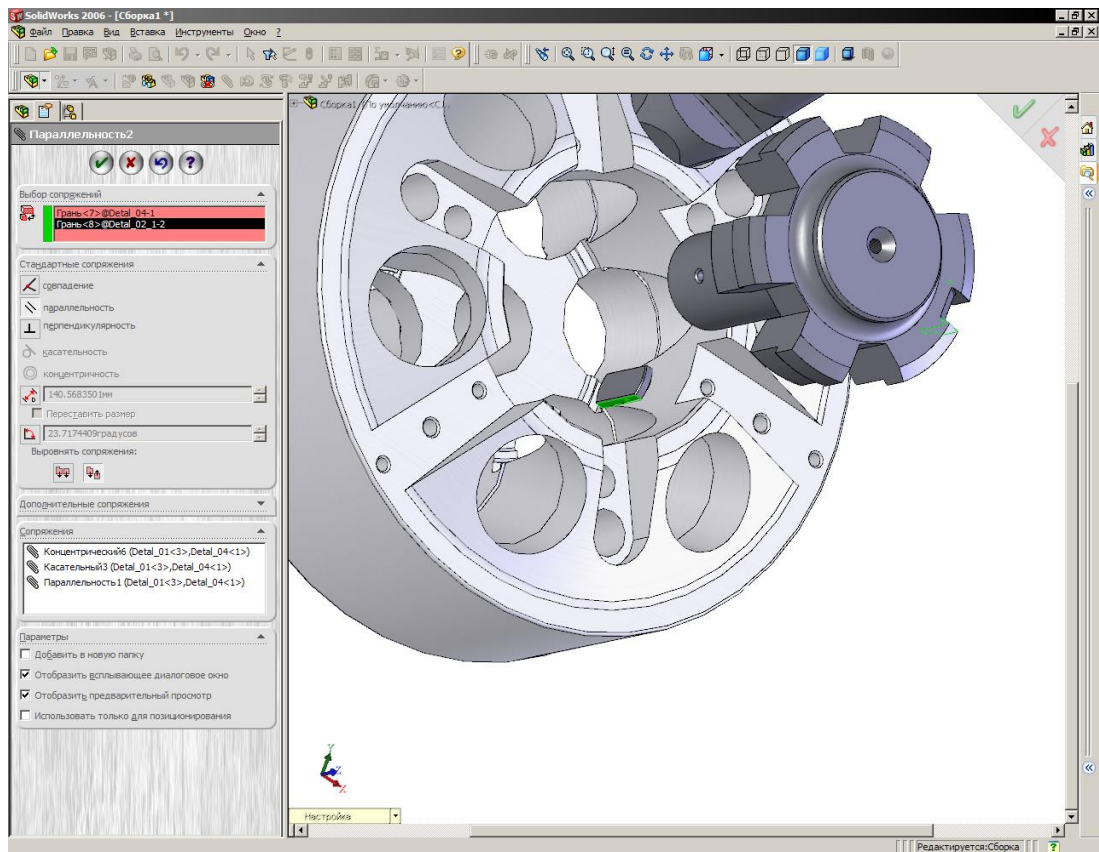 SolidWorks 2006 - [Сборка1 *]
Файл Правка Вид Вставка Инструменты Окно ?
Параллельность2
Выбор сопряжений
Грань<7>@Detal_04-1
Грань<8>@Detal_02_1-2
Стандартные сопряжения
совпадение
параллельность
перпендикулярность
касательность
концентричность
140.5683501мм
Переставить размер
23.7174409градусов
Выровнять сопряжения:
Дополнительные сопряжения
Сопряжения
Концентрический6 (Detal_01<3>,Detal_04<1>)
Касательный3 (Detal_01<3>,Detal_04<1>)
Параллельность1 (Detal_01<3>,Detal_04<1>)
Параметры
Добавить в новую папку
Отобразить всплывающее диалоговое окно
Отобразить предварительный просмотр
Использовать только для позиционирования
Сборка1 (По умолчанию<С...
Y
Z
X
Настройка
Редактируется:Сборка
?